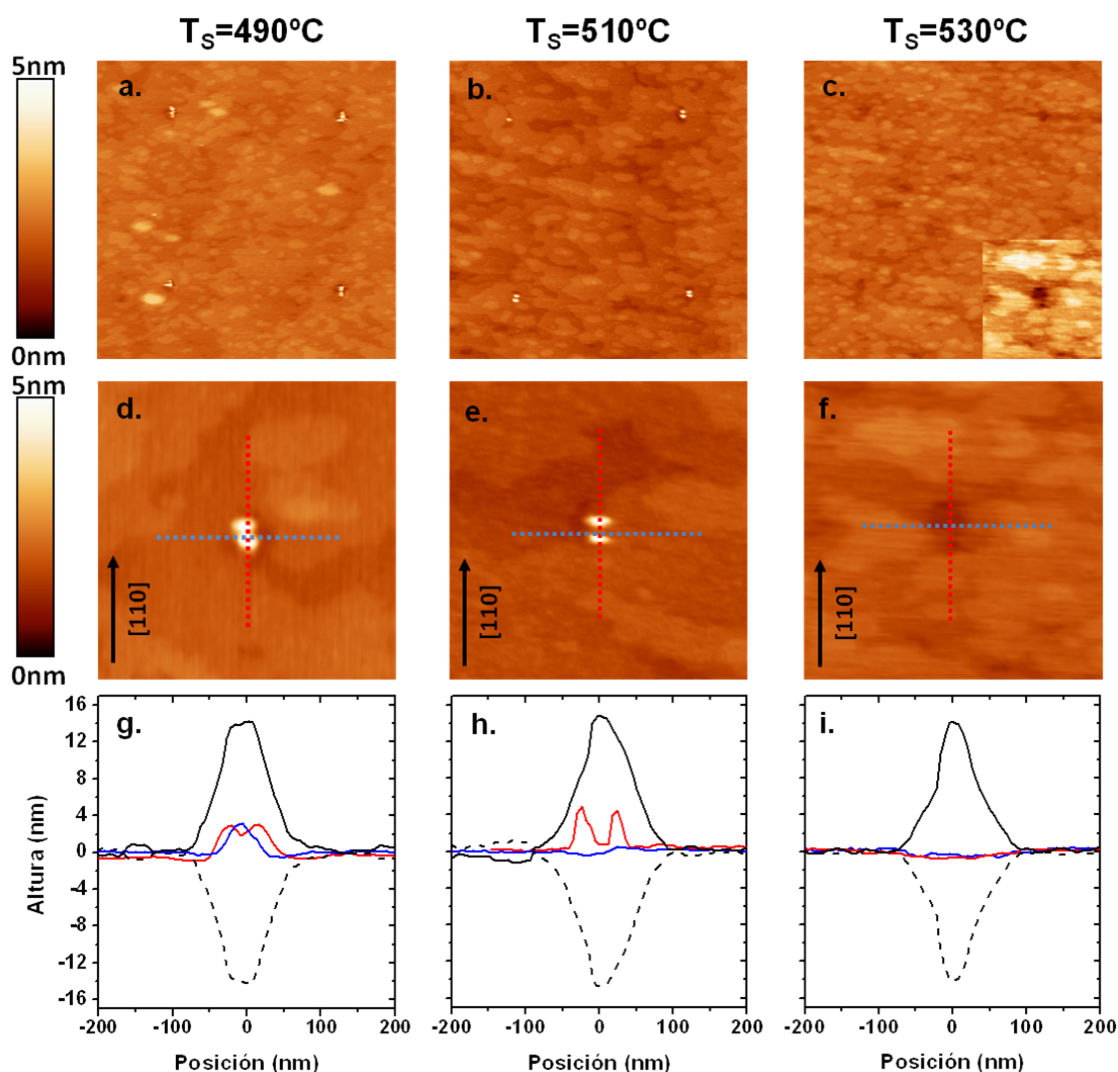 T_S=490ºC T_S=510ºC T_S=530ºC
5nm a. b. c.
0nm
5nm d. e. f.
[110] [110] [110]
0nm
16 g. h. i.
12
8
4
0
-4
-8
-12
-16
Altura (nm)
-200 -100 0 100 200 -200 -100 0 100 200 -200 -100 0 100 200
Posición (nm) Posición (nm) Posición (nm)